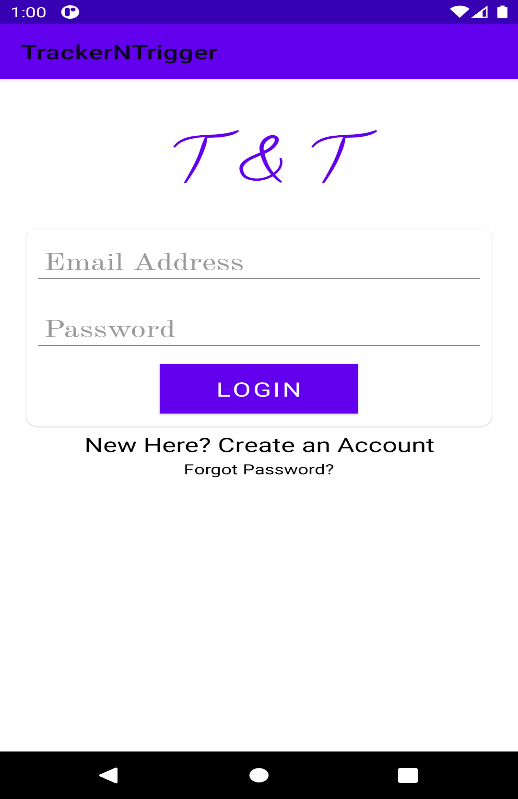 1:00
TrackerNTrigger
T & T
Email Address
Password
LOGIN
New Here? Create an Account
Forgot Password?